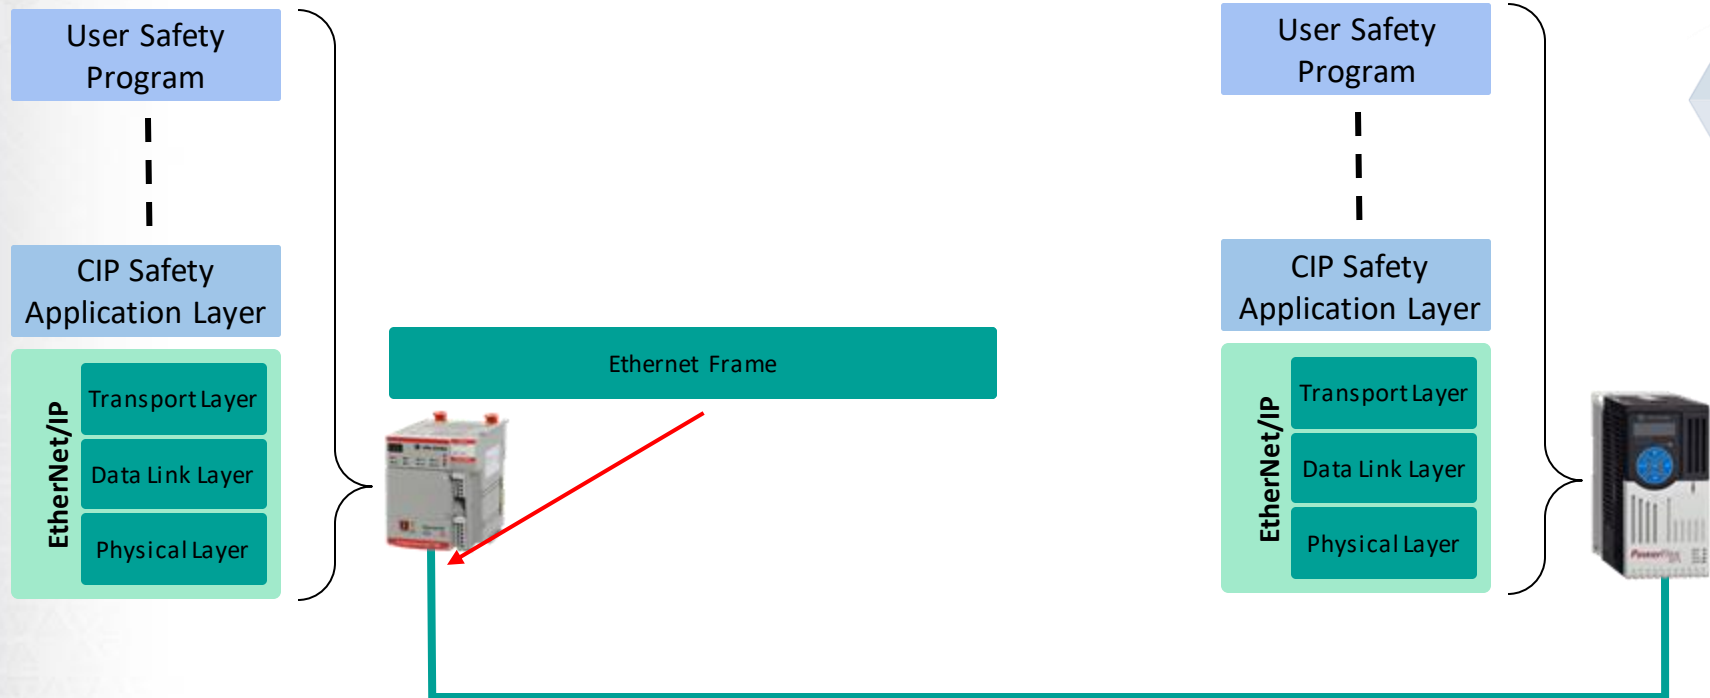 User Safety
Program
CIP Safety
Application Layer
EtherNet/IP
Transport Layer
Data Link Layer
Physical Layer
Ethernet Frame
User Safety
Program
CIP Safety
Application Layer
EtherNet/IP
Transport Layer
Data Link Layer
Physical Layer
PowerFlex